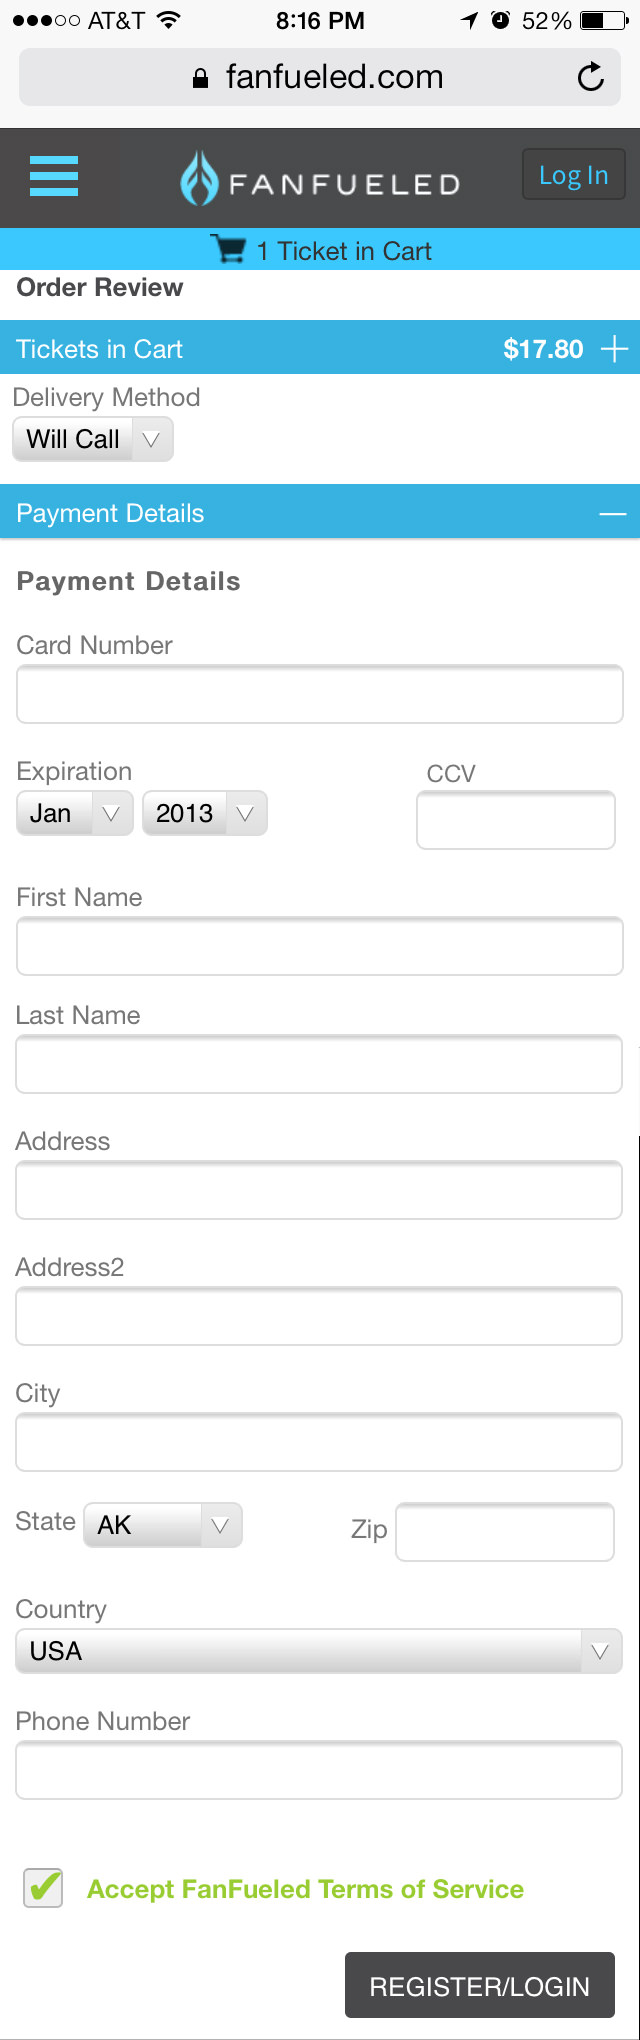 AT&T 8:16 PM 52%
fanfueled.com
FANFUELED Log In
1 Ticket in Cart
Order Review
Tickets in Cart $17.80
Delivery Method
Will Call
Payment Details
Payment Details
Card Number
Expiration CCV
Jan 2013
First Name
Last Name
Address
Address2
City
State AK Zip
Country
USA
Phone Number
Accept FanFueled Terms of Service
REGISTER/LOGIN